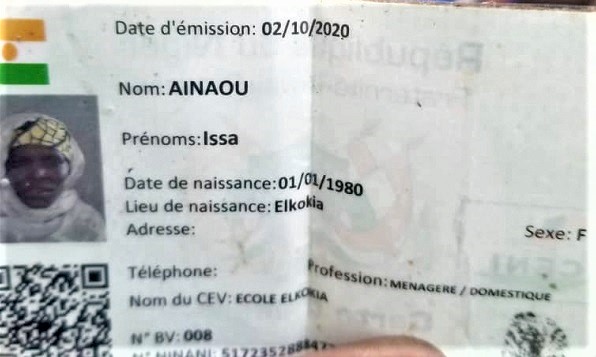 Date d'émission: 02/10/2020
Nom: AINAOU
Prénoms: Issa
Date de naissance: 01/01/1980
Lieu de naissance: Elkokia
Adresse:
Sexe: F
Téléphone:
Profession: MENAGERE / DOMESTIQUE
Nom du CEV: ECOLE ELKOKIA
N° BV: 008